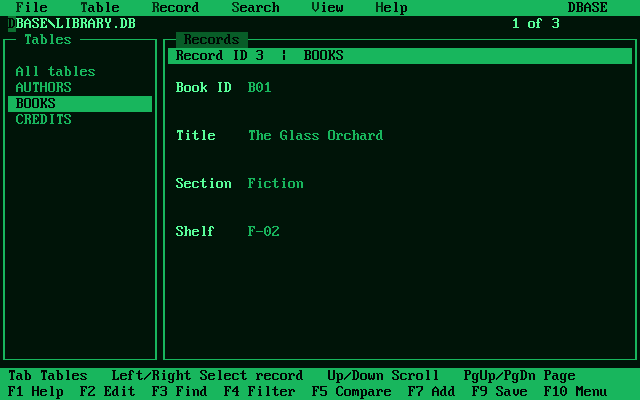 File Table Record Search View Help DBASE
DBASE\LIBRARY.DB 1 of 3
Tables
All tables
AUTHORS
BOOKS
CREDITS
Records
Record ID 3 ¦ BOOKS
Book ID B01
Title The Glass Orchard
Section Fiction
Shelf F-02
Tab Tables Left/Right Select record Up/Down Scroll PgUp/PgDn Page
F1 Help F2 Edit F3 Find F4 Filter F5 Compare F7 Add F9 Save F10 Menu